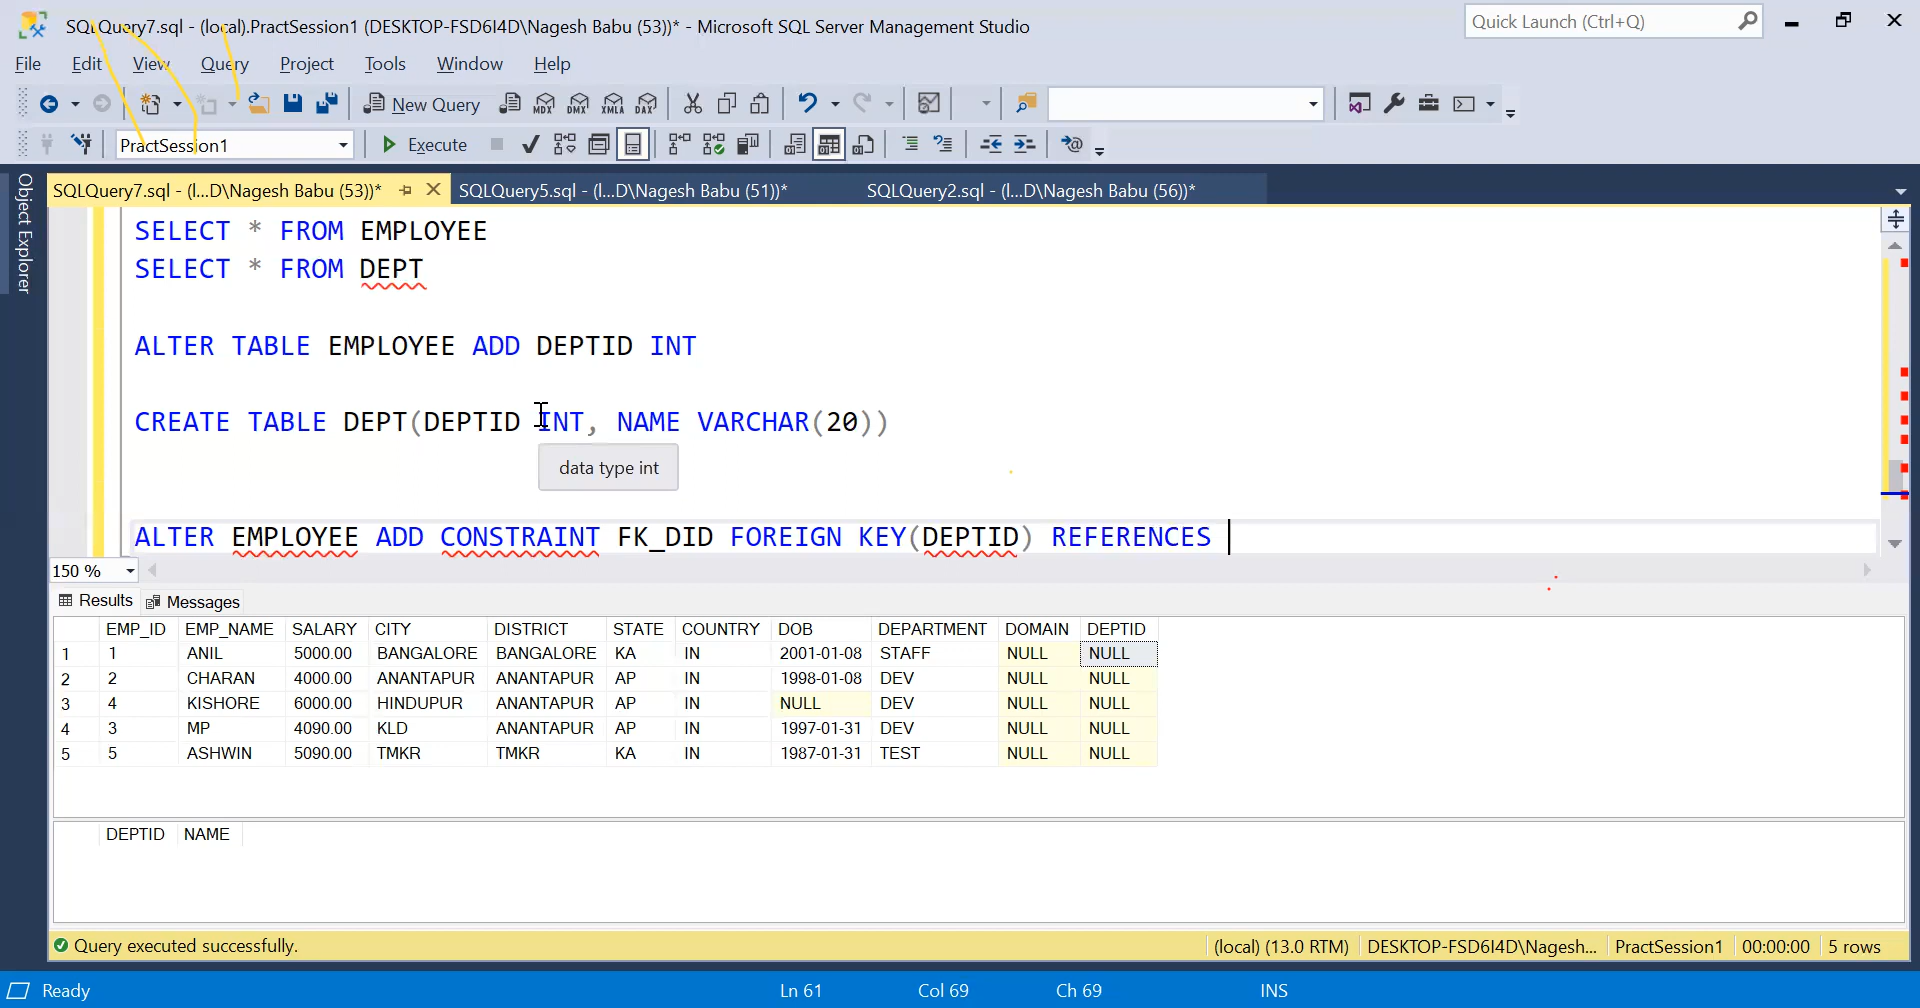 SQLQuery7.sql - (local).PractSession1 (DESKTOP-FSD6I4D\Nagesh Babu (53))* - Microsoft SQL Server Management Studio
Quick Launch (Ctrl+Q)
File Edit View Query Project Tools Window Help
New Query MDX DMX XMLA DAX
PractSession1 Execute
Object Explorer
SQLQuery7.sql - (l...D\Nagesh Babu (53))* SQLQuery5.sql - (l...D\Nagesh Babu (51))* SQLQuery2.sql - (l...D\Nagesh Babu (56))*
SELECT * FROM EMPLOYEE
SELECT * FROM DEPT
ALTER TABLE EMPLOYEE ADD DEPTID INT
CREATE TABLE DEPT(DEPTID INT, NAME VARCHAR(20))
data type int
ALTER EMPLOYEE ADD CONSTRAINT FK_DID FOREIGN KEY(DEPTID) REFERENCES
150 %
Results Messages
EMP_ID EMP_NAME SALARY CITY DISTRICT STATE COUNTRY DOB DEPARTMENT DOMAIN DEPTID
1 1 ANIL 5000.00 BANGALORE BANGALORE KA IN 2001-01-08 STAFF NULL NULL
2 2 CHARAN 4000.00 ANANTAPUR ANANTAPUR AP IN 1998-01-08 DEV NULL NULL
3 4 KISHORE 6000.00 HINDUPUR ANANTAPUR AP IN NULL DEV NULL NULL
4 3 MP 4090.00 KLD ANANTAPUR AP IN 1997-01-31 DEV NULL NULL
5 5 ASHWIN 5090.00 TMKR TMKR KA IN 1987-01-31 TEST NULL NULL
DEPTID NAME
Query executed successfully. (local) (13.0 RTM) DESKTOP-FSD6I4D\Nagesh... PractSession1 00:00:00 5 rows
Ready Ln 61 Col 69 Ch 69 INS